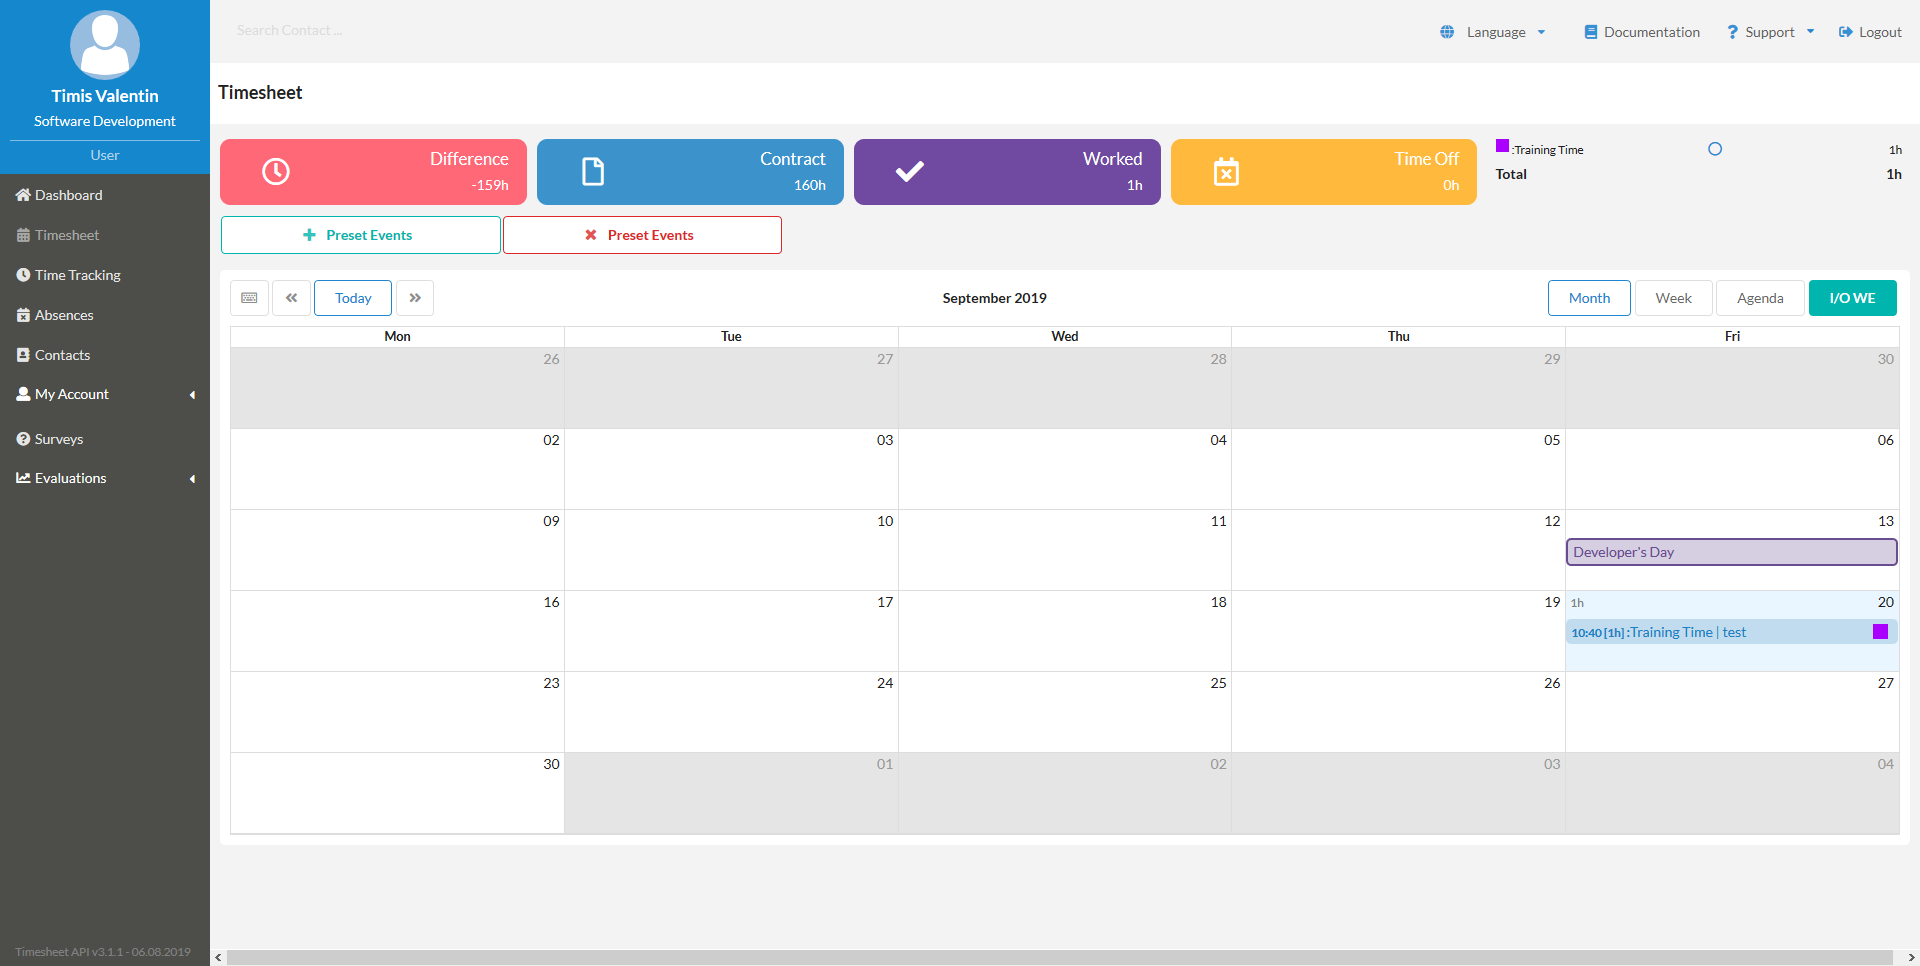 Timis Valentin
Software Development
User
Dashboard
Timesheet
Time Tracking
Absences
Contacts
My Account
Surveys
Evaluations
Timesheet API v3.1.1 - 06.08.2019
Search Contact ...
Language
Documentation
Support
Logout
Timesheet
Difference
-159h
Contract
160h
Worked
1h
Time Off
0h
:Training Time 1h
Total 1h
Preset Events
Preset Events
Today
September 2019
Month
Week
Agenda
I/O WE
Mon Tue Wed Thu Fri
26 27 28 29 30
02 03 04 05 06
09 10 11 12 13
Developer's Day
16 17 18 19 1h 20
10:40 [1h] :Training Time | test
23 24 25 26 27
30 01 02 03 04